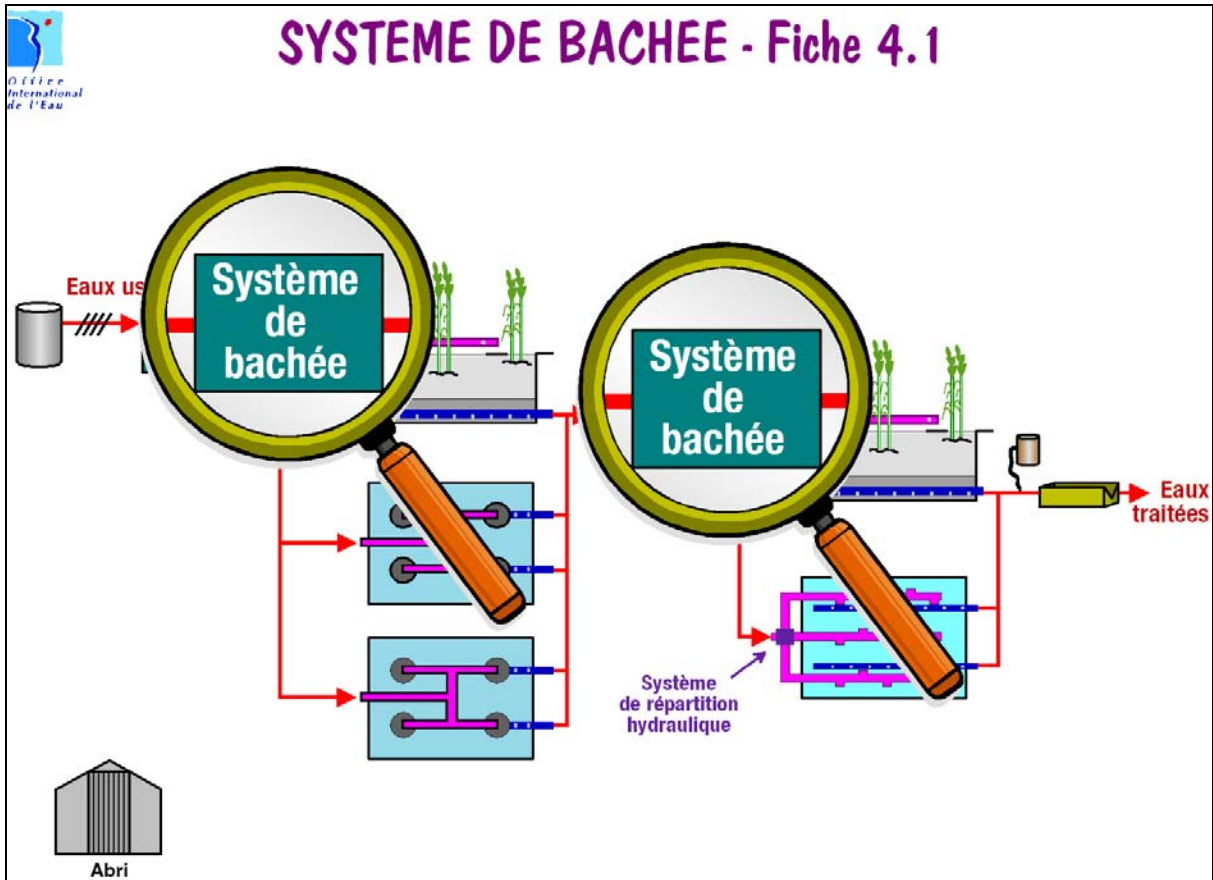 SYSTEME DE BACHEE - Fiche 4.1
Office
International
de l'Eau
Eaux us
Système
de
bachée
Système
de
bachée
Eaux
traitées
Système
de répartition
hydraulique
Abri